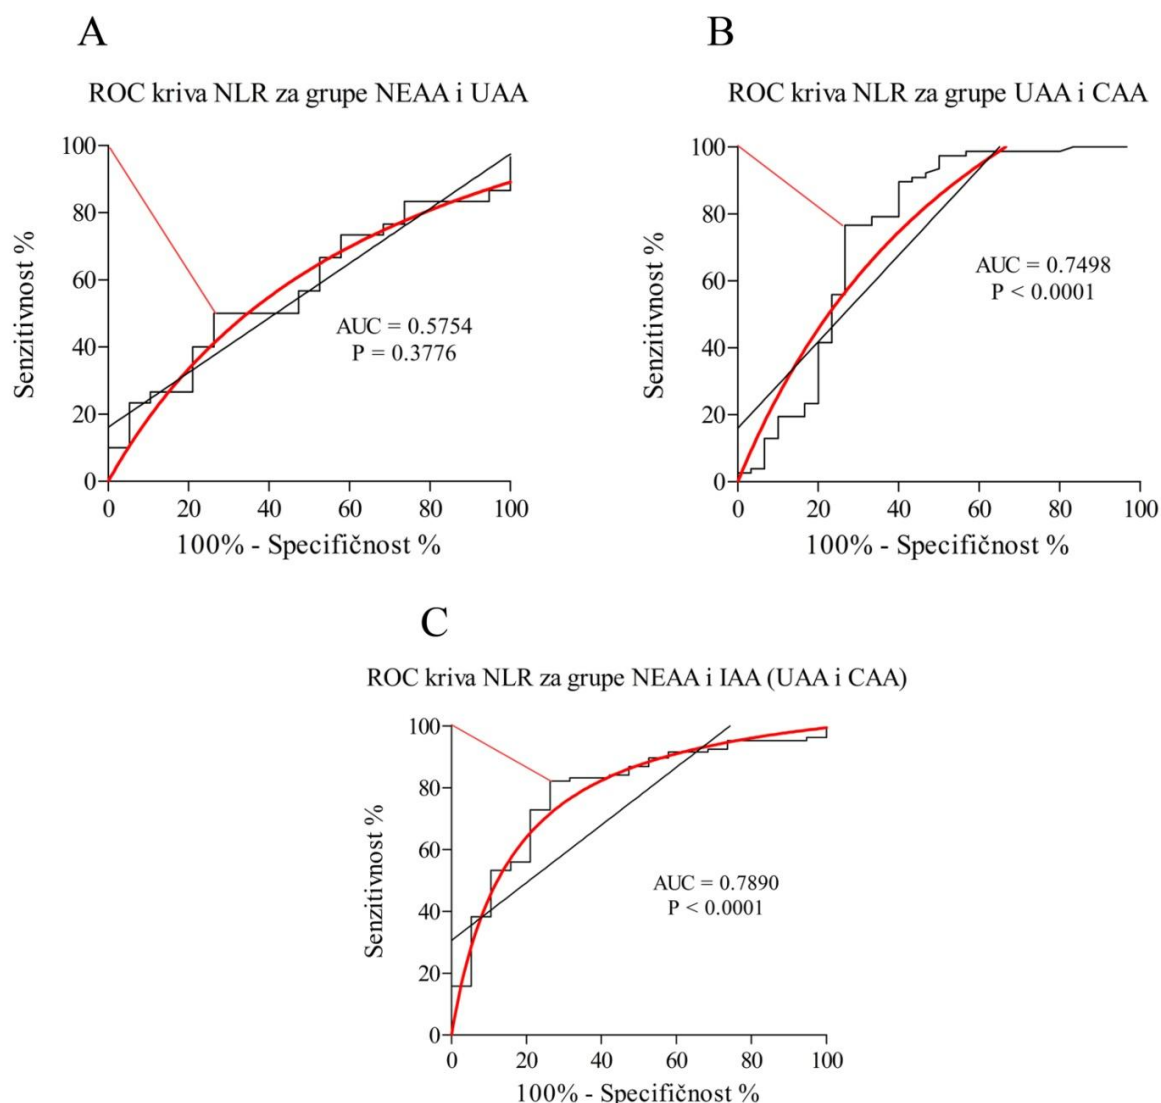 A
ROC kriva NLR za grupe NEAA i UAA
100
80
60
40
20
0
Senzitivnost %
AUC = 0.5754
P = 0.3776
0 20 40 60 80 100
100% - Specifičnost %
B
ROC kriva NLR za grupe UAA i CAA
100
80
60
40
20
0
Senzitivnost %
AUC = 0.7498
P < 0.0001
0 20 40 60 80 100
100% - Specifičnost %
C
ROC kriva NLR za grupe NEAA i IAA (UAA i CAA)
100
80
60
40
20
0
Senzitivnost %
AUC = 0.7890
P < 0.0001
0 20 40 60 80 100
100% - Specifičnost %